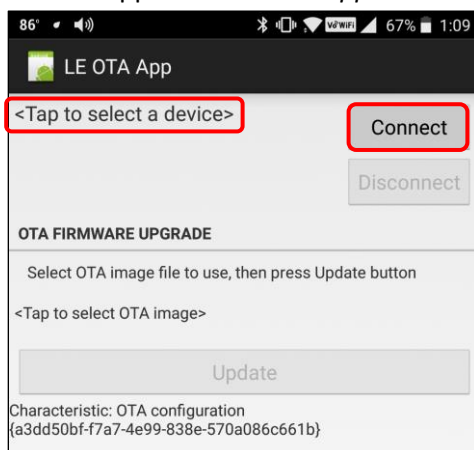 86° 67% 1:09
LE OTA App
<Tap to select a device>
Connect
Disconnect
OTA FIRMWARE UPGRADE
Select OTA image file to use, then press Update button
<Tap to select OTA image>
Update
Characteristic: OTA configuration
{a3dd50bf-f7a7-4e99-838e-570a086c661b}